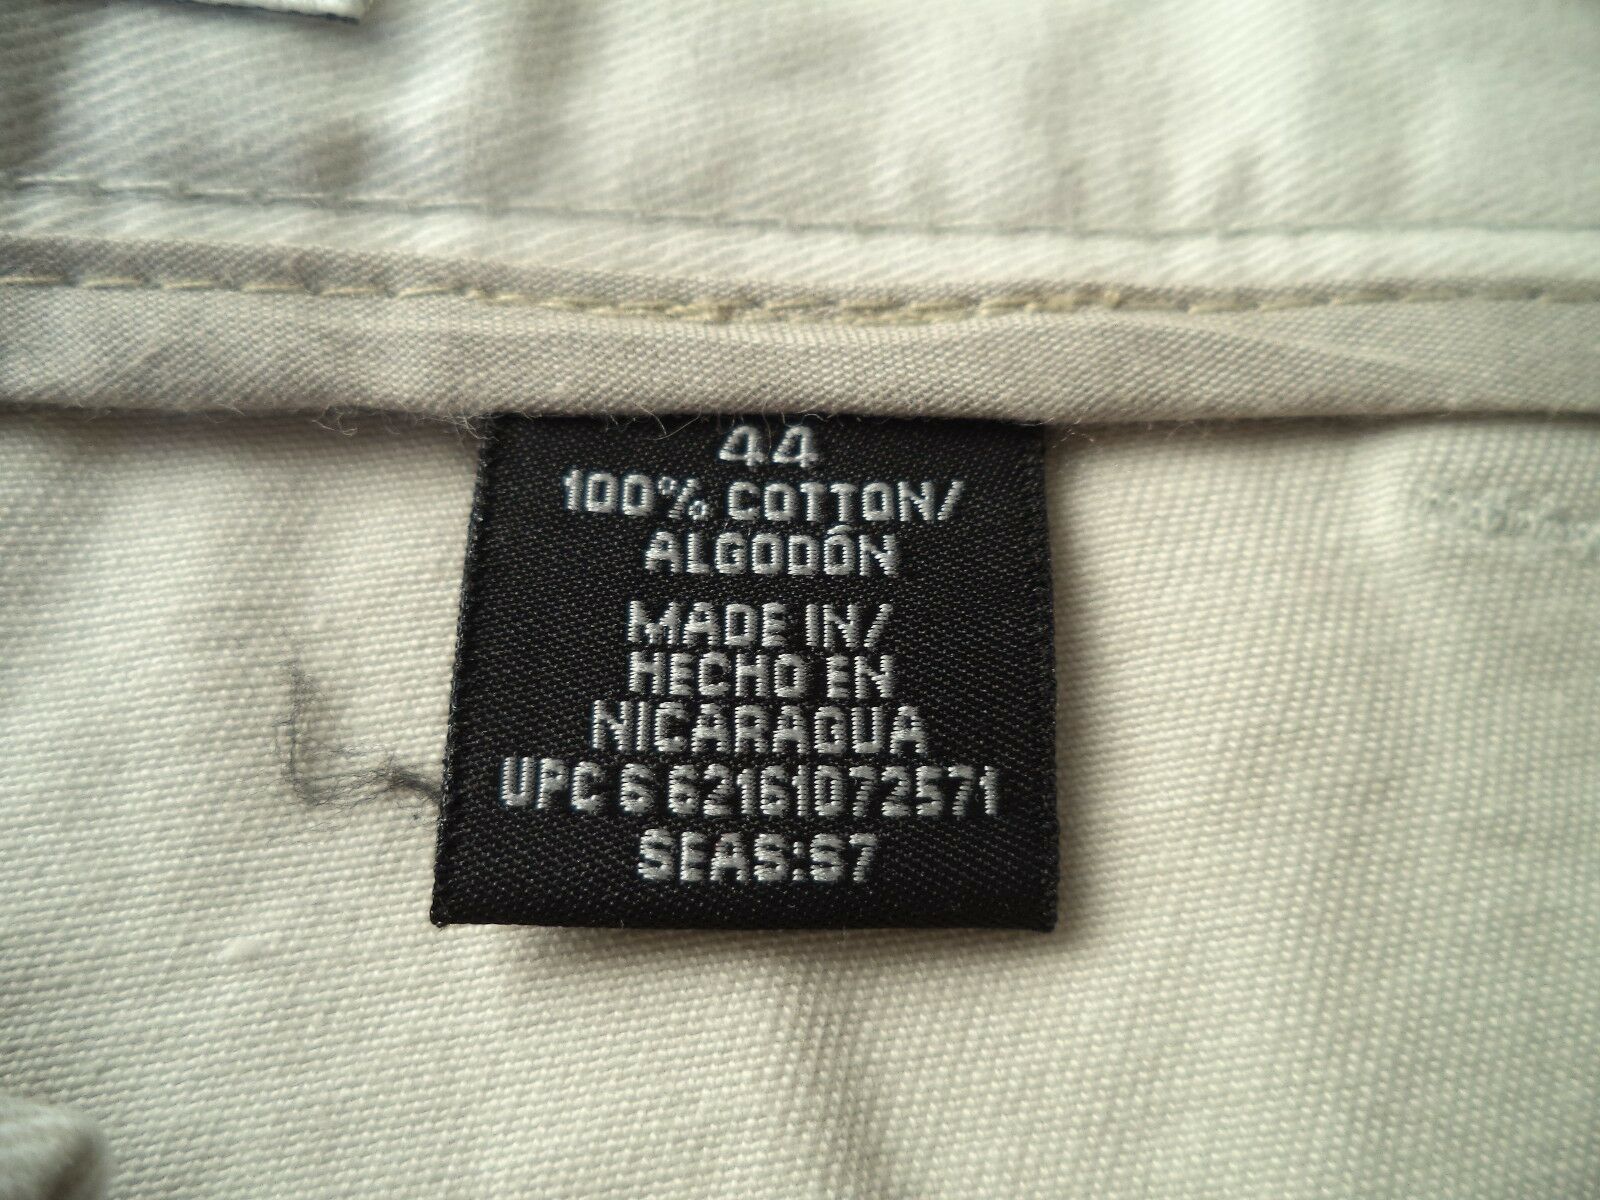 44
100% COTTON/
ALGODÓN
MADE IN/
HECHO EN
NICARAGUA
UPC 6 62161072571
SEAS:S7